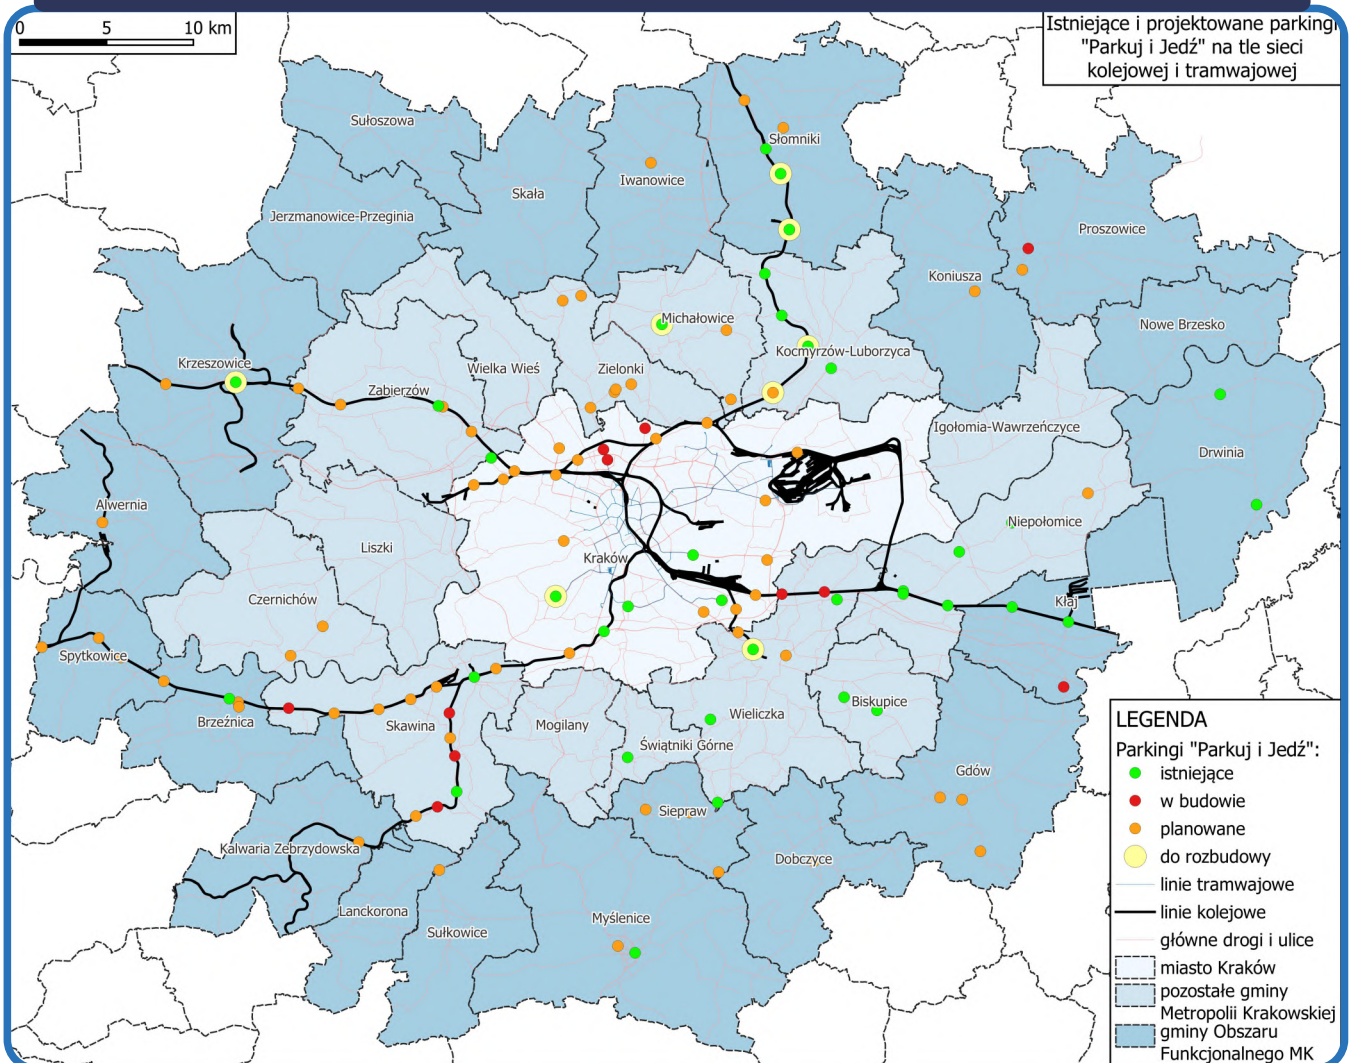 0 5 10 km
Istniejące i projektowane parkingi
"Parkuj i Jedź" na tle sieci
kolejowej i tramwajowej
Sułoszowa
Słomniki
Iwanowice
Skała
Jerzmanowice-Przeginia
Proszowice
Koniusza
Michałowice
Nowe Brzesko
Kocmyrzów-Luborzyca
Krzeszowice
Wielka Wieś
Zielonki
Zabierzów
Igołomia-Wawrzeńczyce
Drwinia
Alwernia
Niepołomice
Liszki
Kraków
Czernichów
Kłaj
Spytkowice
Biskupice
Brzeźnica
Skawina
Mogilany
Wieliczka
Świątniki Górne
Gdów
Siepraw
Kalwaria Zebrzydowska
Dobczyce
Lanckorona
Myślenice
Sułkowice
LEGENDA
Parkingi "Parkuj i Jedź":
istniejące
w budowie
planowane
do rozbudowy
linie tramwajowe
linie kolejowe
główne drogi i ulice
miasto Kraków
pozostałe gminy
Metropolii Krakowskiej
gminy Obszaru
Funkcjonalnego MK